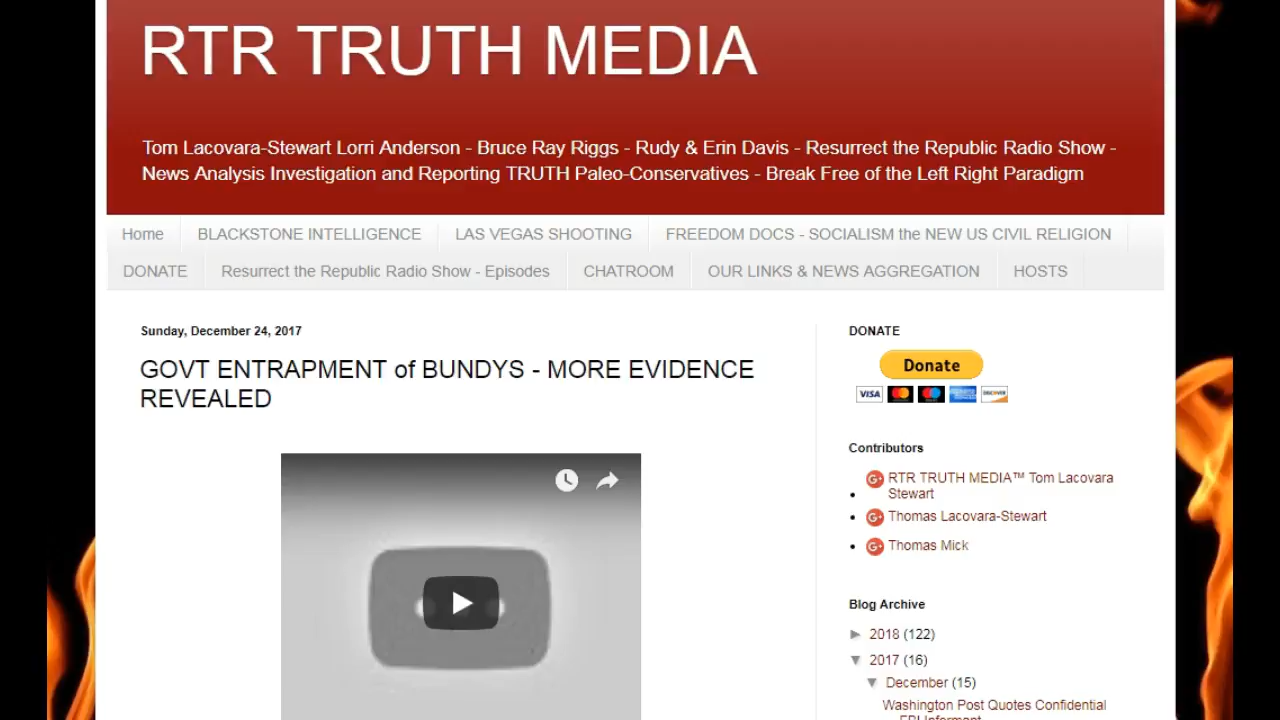 RTR TRUTH MEDIA
Tom Lacovara-Stewart Lorri Anderson - Bruce Ray Riggs - Rudy & Erin Davis - Resurrect the Republic Radio Show -
News Analysis Investigation and Reporting TRUTH Paleo-Conservatives - Break Free of the Left Right Paradigm
Home BLACKSTONE INTELLIGENCE LAS VEGAS SHOOTING FREEDOM DOCS - SOCIALISM the NEW US CIVIL RELIGION
DONATE Resurrect the Republic Radio Show - Episodes CHATROOM OUR LINKS & NEWS AGGREGATION HOSTS
Sunday, December 24, 2017
GOVT ENTRAPMENT of BUNDYS - MORE EVIDENCE
REVEALED
DONATE
Donate
VISA
DISCOVER
Contributors
G+ RTR TRUTH MEDIA™ Tom Lacovara
Stewart
G+ Thomas Lacovara-Stewart
G+ Thomas Mick
Blog Archive
► 2018 (122)
▼ 2017 (16)
▼ December (15)
Washington Post Quotes Confidential
FBI Informant